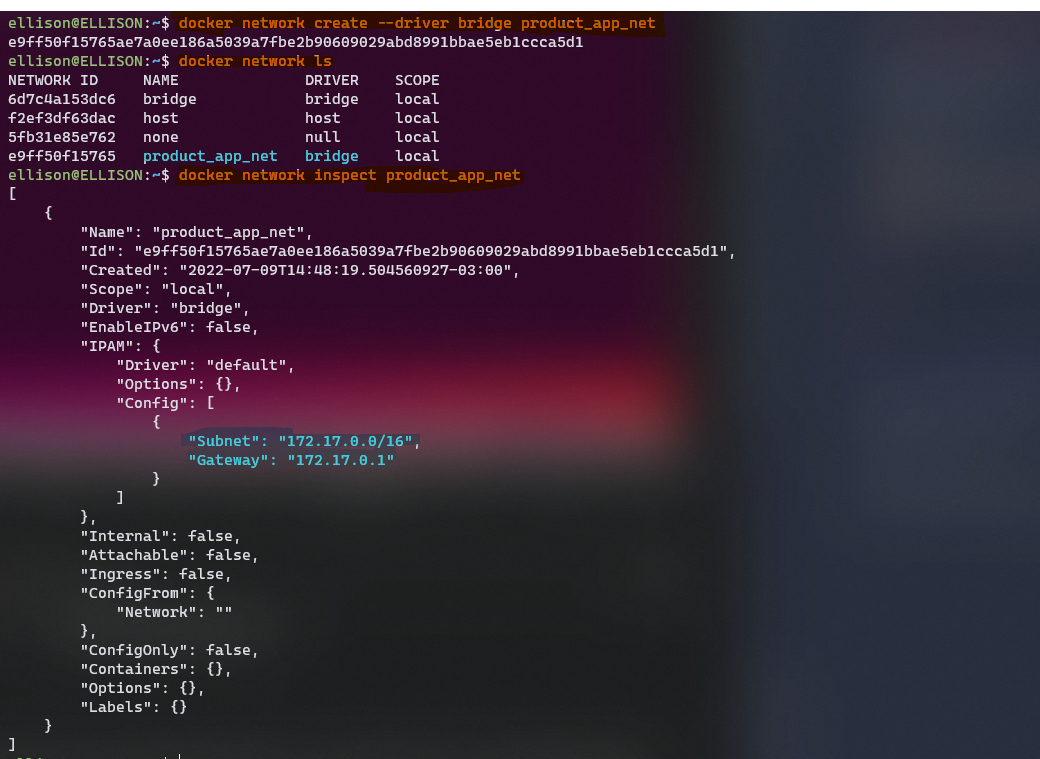 ellison@ELLISON:~$ docker network create --driver bridge product_app_net
e9ff50f15765ae7a0ee186a5039a7fbe2b90609029abd8991bbae5eb1ccca5d1
ellison@ELLISON:~$ docker network ls
NETWORK ID     NAME              DRIVER    SCOPE
6d7c4a153dc6   bridge            bridge    local
f2ef3df63dac   host              host      local
5fb31e85e762   none              null      local
e9ff50f15765   product_app_net   bridge    local
ellison@ELLISON:~$ docker network inspect product_app_net
[
    {
        "Name": "product_app_net",
        "Id": "e9ff50f15765ae7a0ee186a5039a7fbe2b90609029abd8991bbae5eb1ccca5d1",
        "Created": "2022-07-09T14:48:19.504560927-03:00",
        "Scope": "local",
        "Driver": "bridge",
        "EnableIPv6": false,
        "IPAM": {
            "Driver": "default",
            "Options": {},
            "Config": [
                {
                    "Subnet": "172.17.0.0/16",
                    "Gateway": "172.17.0.1"
                }
            ]
        },
        "Internal": false,
        "Attachable": false,
        "Ingress": false,
        "ConfigFrom": {
            "Network": ""
        },
        "ConfigOnly": false,
        "Containers": {},
        "Options": {},
        "Labels": {}
    }
]